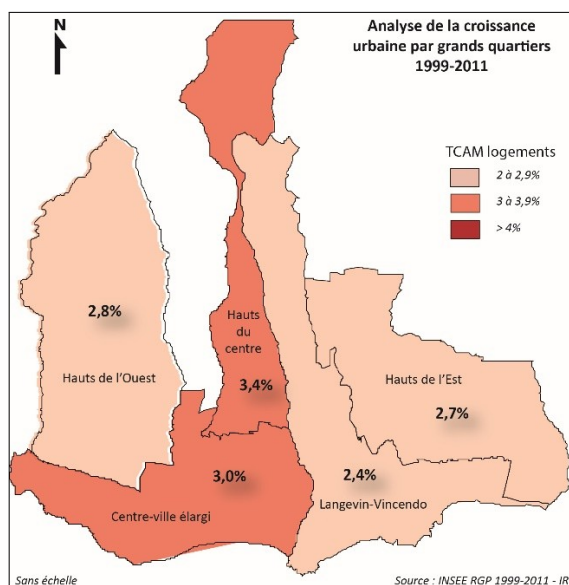 N
Analyse de la croissance
urbaine par grands quartiers
1999-2011
TCAM logements
2 à 2,9%
3 à 3,9%
> 4%
2,8%
Hauts de l'Ouest
Hauts
du
centre
3,4%
Hauts de l'Est
2,7%
3,0%
Centre-ville élargi
2,4%
Langevin-Vincendo
Sans échelle
Source : INSEE RGP 1999-2011 - IR